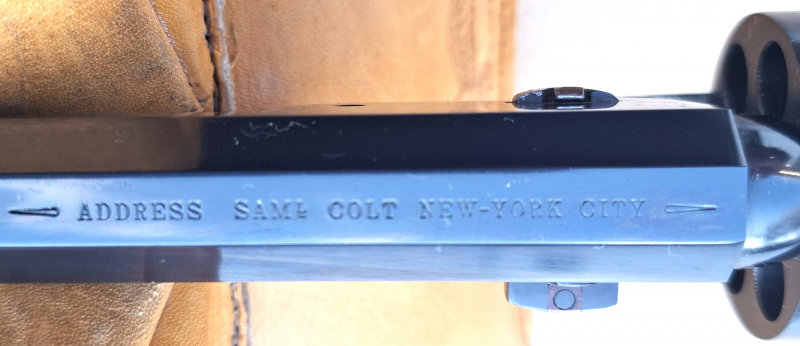 ADDRESS SAMˡ COLT NEW-YORK CITY